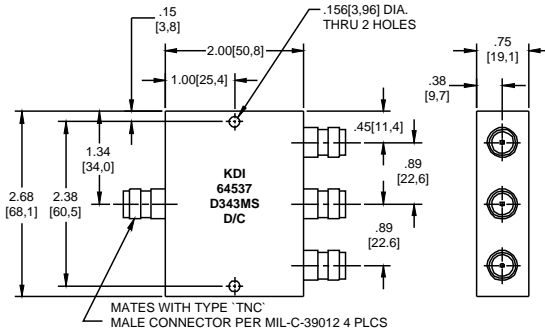 .15
[3,8]
.156[3,96] DIA.
THRU 2 HOLES
2.00[50,8]
1.00[25,4]
.75
[19,1]
.38
[9,7]
.45[11,4]
.89
[22,6]
1.34
[34,0]
2.68
[68,1]
2.38
[60,5]
KDI
64537
D343MS
D/C
.89
[22.6]
MATES WITH TYPE `TNC`
MALE CONNECTOR PER MIL-C-39012 4 PLCS